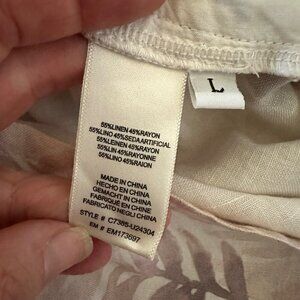 55%LINEN 45%RAYON
55%LINO 45%SEDA ARTIFICIAL
55%LEINEN 45%RAYON
55%LIN 45%RAYONNE
55%LINO 45%RAION
MADE IN CHINA
HECHO EN CHINA
GEMACHT IN CHINA
FABRIQUE EN CHINE
FABRICATO NEGLI CHINA
STYLE # C7385-U24304
EM # EM173697
L